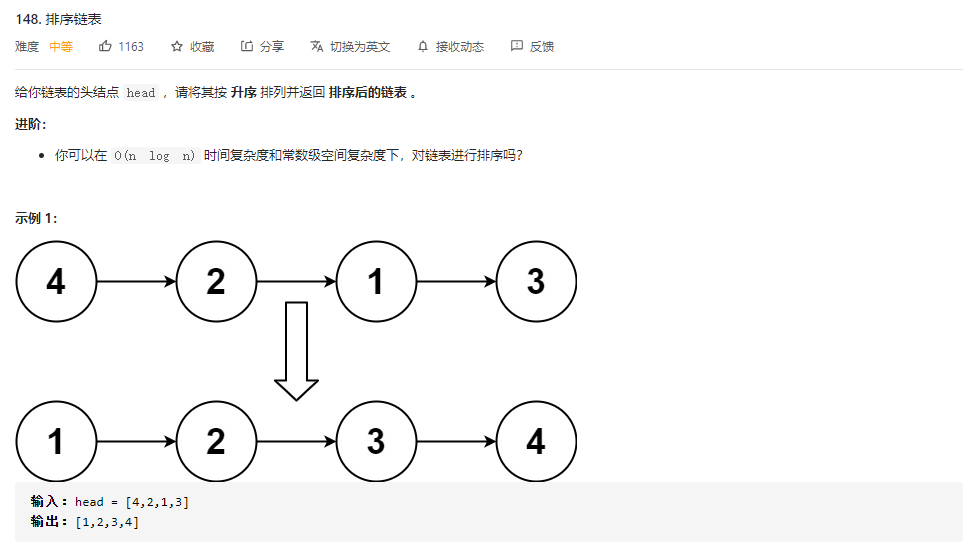 148. 排序链表
难度 中等 1163 收藏 分享 切换为英文 接收动态 反馈
给你链表的头结点 head ，请将其按 升序 排列并返回 排序后的链表 。
进阶：
你可以在 O(n log n) 时间复杂度和常数级空间复杂度下，对链表进行排序吗？
示例 1：
4 2 1 3
1 2 3 4
输入：head = [4,2,1,3]
输出：[1,2,3,4]